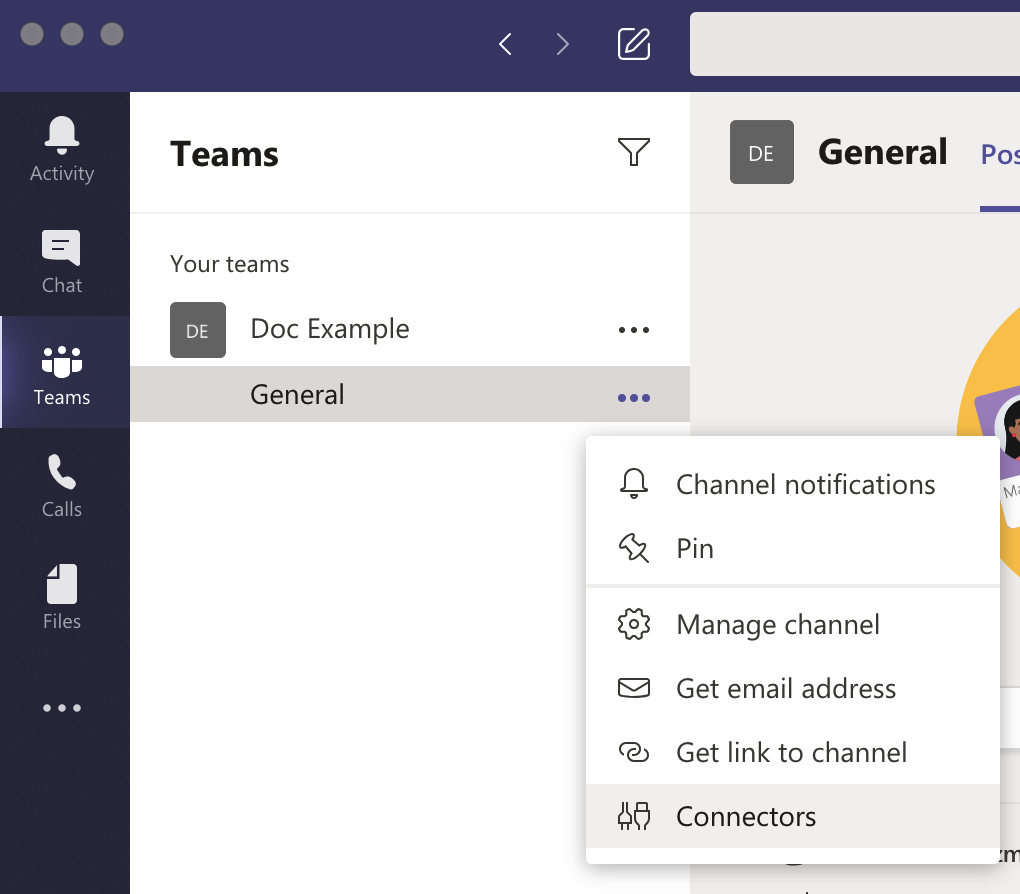 Activity
Chat
Teams
Calls
Files
Teams
Your teams
DE
Doc Example
General
DE
General
Channel notifications
Pin
Manage channel
Get email address
Get link to channel
Connectors